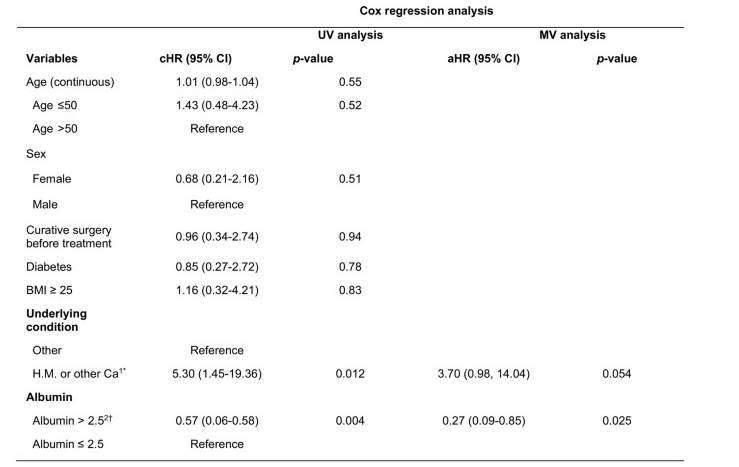 Cox regression analysis
UV analysis MV analysis
Variables cHR (95% CI) p-value aHR (95% CI) p-value
Age (continuous) 1.01 (0.98-1.04) 0.55
Age ≤50 1.43 (0.48-4.23) 0.52
Age >50 Reference
Sex
Female 0.68 (0.21-2.16) 0.51
Male Reference
Curative surgery
before treatment 0.96 (0.34-2.74) 0.94
Diabetes 0.85 (0.27-2.72) 0.78
BMI ≥ 25 1.16 (0.32-4.21) 0.83
Underlying
condition
Other Reference
H.M. or other Ca¹* 5.30 (1.45-19.36) 0.012 3.70 (0.98, 14.04) 0.054
Albumin
Albumin > 2.5²† 0.57 (0.06-0.58) 0.004 0.27 (0.09-0.85) 0.025
Albumin ≤ 2.5 Reference